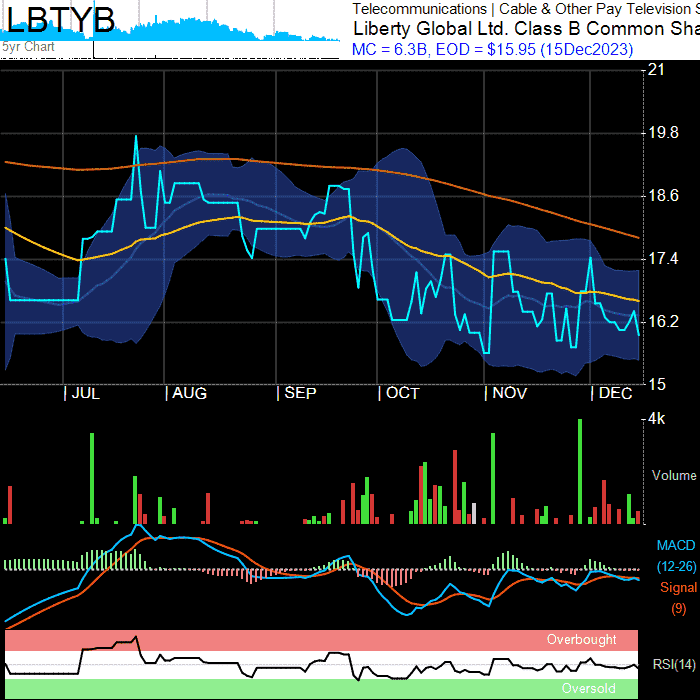 LBTYB
5yr Chart
Telecommunications | Cable & Other Pay Television S
Liberty Global Ltd. Class B Common Sha
MC = 6.3B, EOD = $15.95 (15Dec2023)
21
19.8
18.6
17.4
16.2
15
| JUL | AUG | SEP | OCT | NOV | DEC
4k
Volume
MACD
(12-26)
Signal
(9)
Overbought
RSI(14)
Oversold